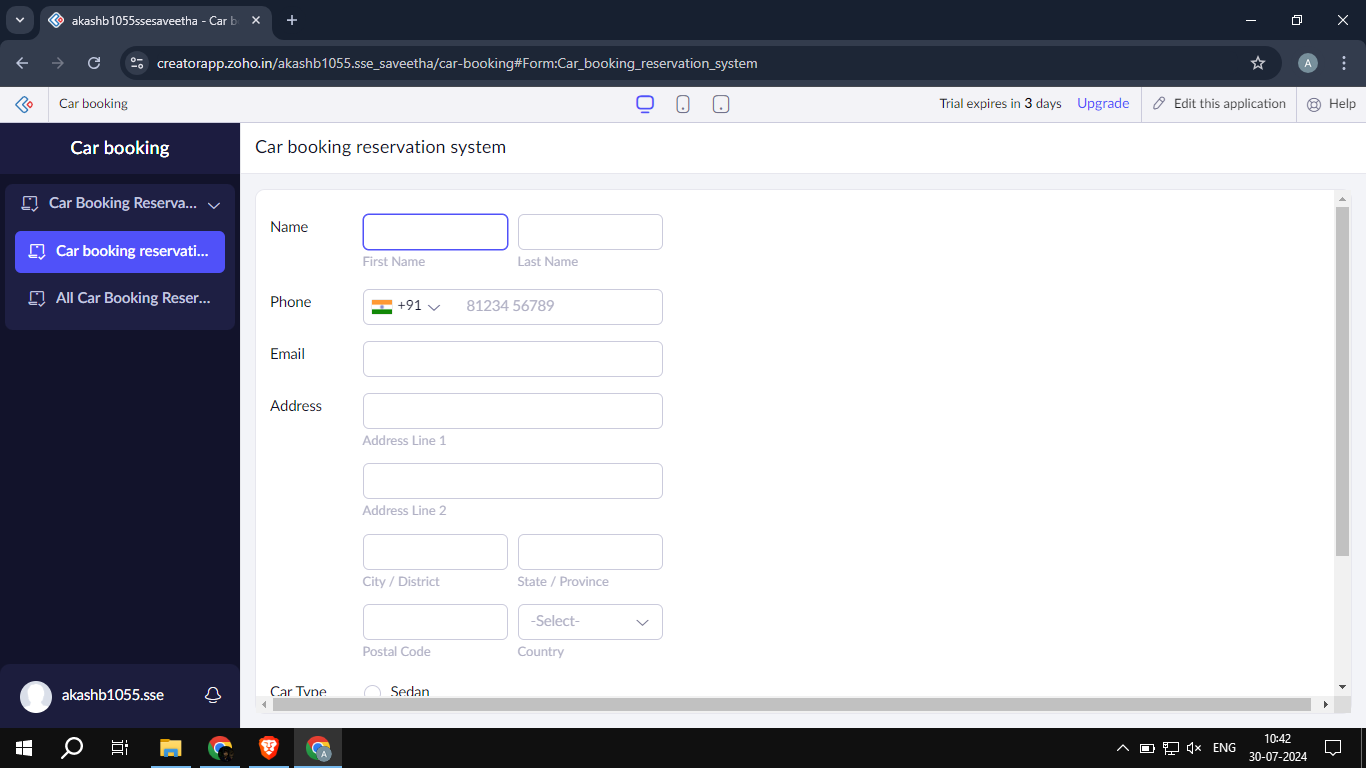 akashb1055ssesaveetha - Car b
creatorapp.zoho.in/akashb1055.sse_saveetha/car-booking#Form:Car_booking_reservation_system
A
Car booking
Trial expires in 3 days
Upgrade
Edit this application
Help
Car booking
Car booking reservation system
Car Booking Reserva...
Car booking reservati...
All Car Booking Reser...
Name
First Name
Last Name
Phone
+91
81234 56789
Email
Address
Address Line 1
Address Line 2
City / District
State / Province
-Select-
Postal Code
Country
Car Type
Sedan
akashb1055.sse
A
ENG
10:42
30-07-2024